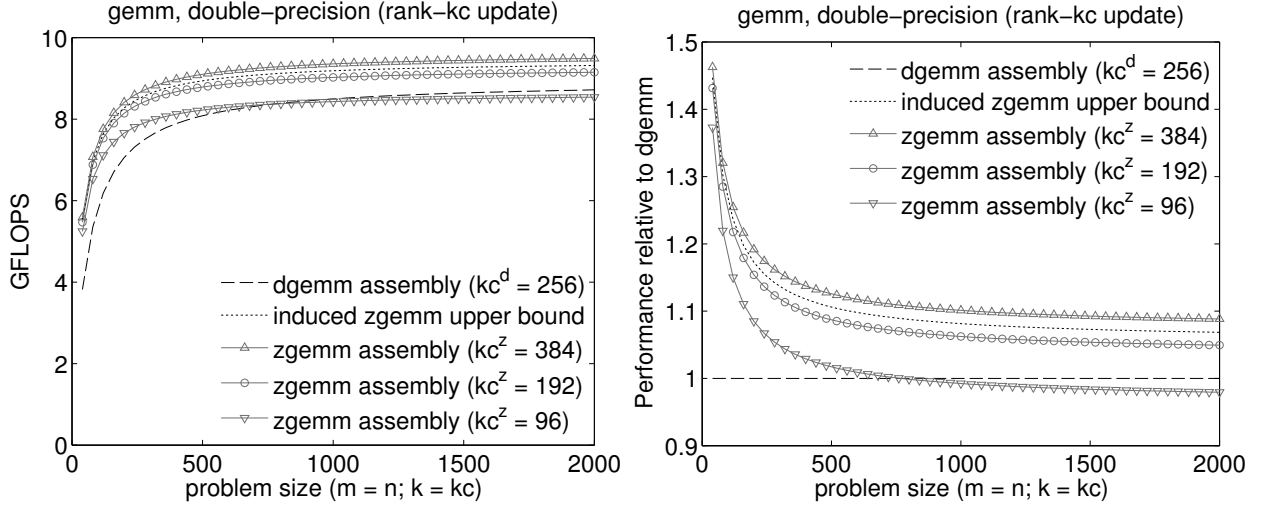 gemm, double−precision (rank−kc update)
10
8
6
4
2
0
GFLOPS
dgemm assembly (kc^d = 256)
induced zgemm upper bound
zgemm assembly (kc^z = 384)
zgemm assembly (kc^z = 192)
zgemm assembly (kc^z = 96)
0 500 1000 1500 2000
problem size (m = n; k = kc)
gemm, double−precision (rank−kc update)
1.5
1.4
1.3
1.2
1.1
1
0.9
Performance relative to dgemm
dgemm assembly (kc^d = 256)
induced zgemm upper bound
zgemm assembly (kc^z = 384)
zgemm assembly (kc^z = 192)
zgemm assembly (kc^z = 96)
0 500 1000 1500 2000
problem size (m = n; k = kc)